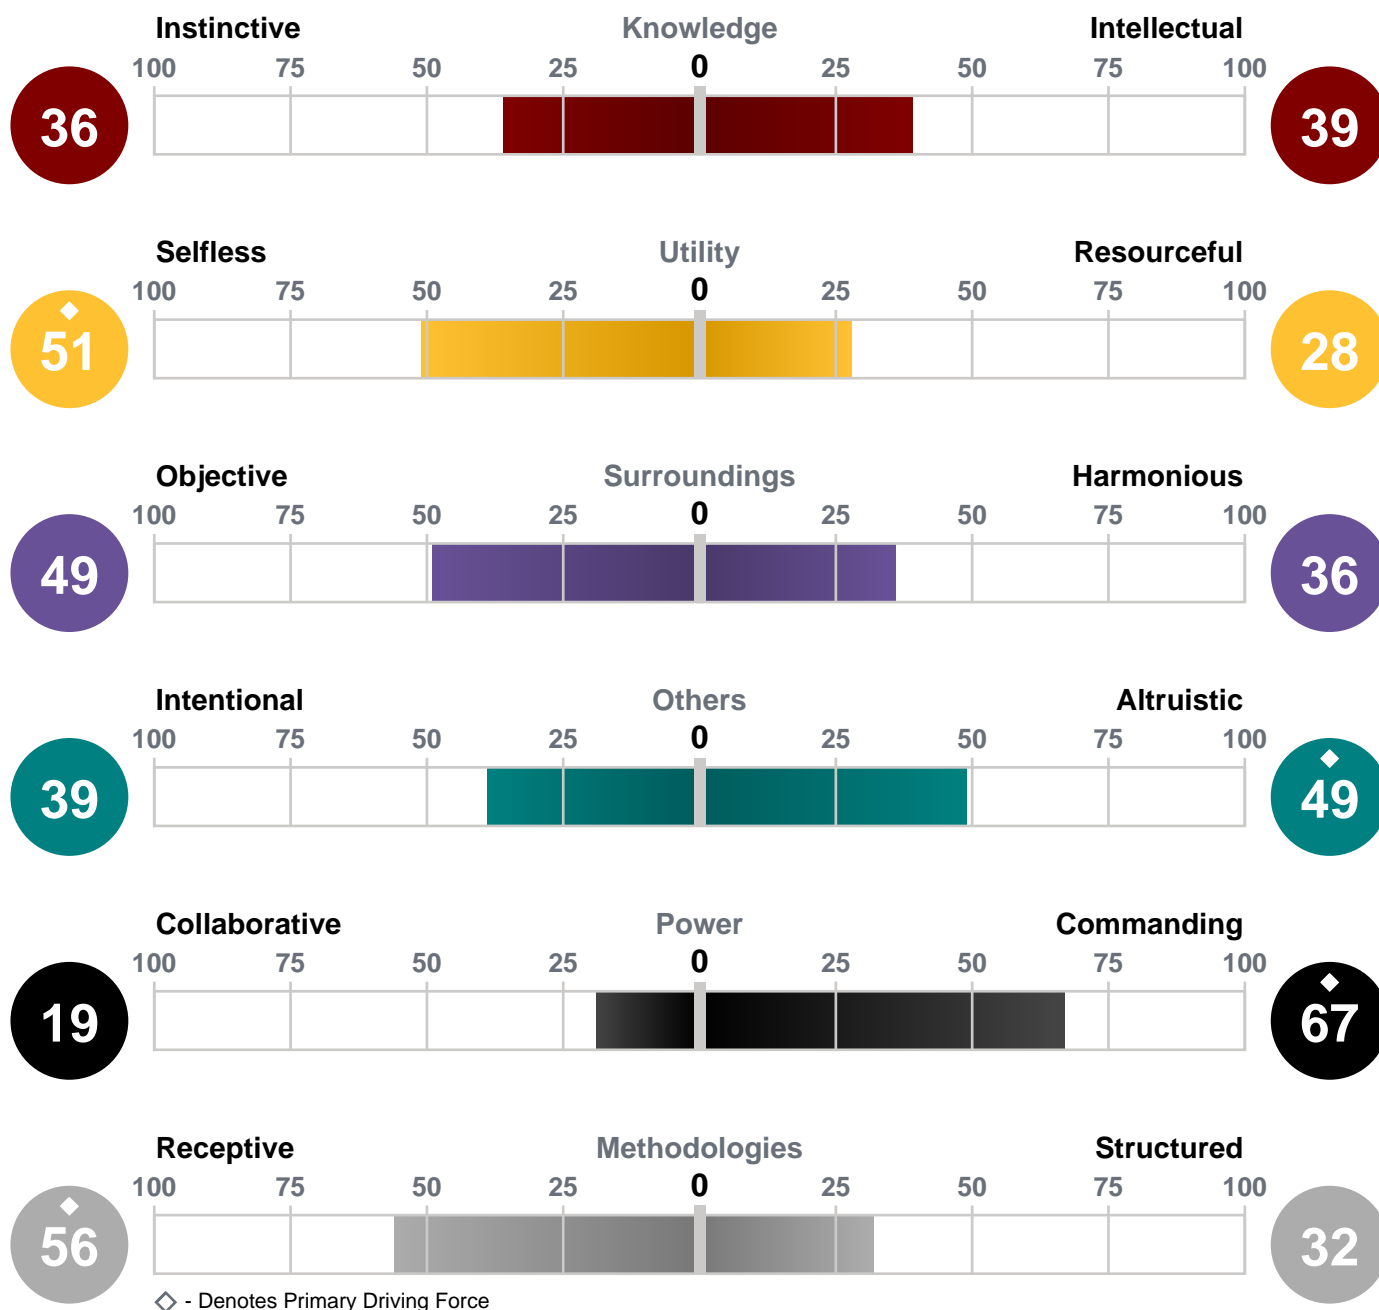 Instinctive Knowledge Intellectual
100 75 50 25 0 25 50 75 100
36 39
Selfless Utility Resourceful
100 75 50 25 0 25 50 75 100
51 28
Objective Surroundings Harmonious
100 75 50 25 0 25 50 75 100
49 36
Intentional Others Altruistic
100 75 50 25 0 25 50 75 100
39 49
Collaborative Power Commanding
100 75 50 25 0 25 50 75 100
19 67
Receptive Methodologies Structured
100 75 50 25 0 25 50 75 100
56 32
- Denotes Primary Driving Force